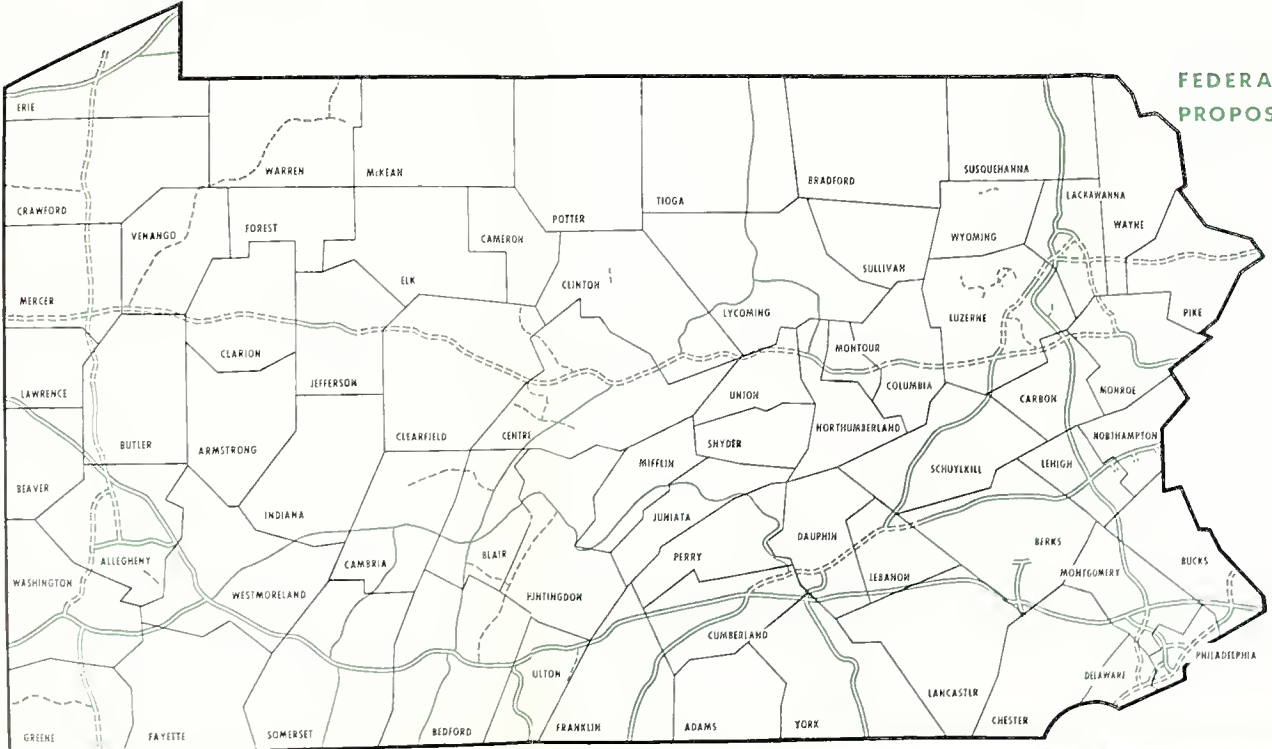 FEDERA
PROPOS
ERIE
WARREN
McKEAN
SUSQUEHANNA
BRADFORD
LACKAWANNA
TIOGA
CRAWFORD
POTTER
WAYNE
VENANGO
FOREST
CAMERON
WYOMING
SULLIVAN
ELK
CLINTON
MERCER
LYCOMING
LUZERNE
PIKE
MONTOUR
CLARION
JEFFERSON
COLUMBIA
LAWRENCE
UNION
CARBON
MONROE
BUTLER
ARMSTRONG
CLEARFIELD
CENTRE
SNYDER
NORTHUMBERLAND
NORTHAMPTON
MIFFLIN
SCHUYLKILL
LEHIGH
BEAVER
INDIANA
JUNIATA
DAUPHIN
BERKS
ALLEGHENY
CAMBRIA
BLAIR
PERRY
LEBANON
MONTGOMERY
BUCKS
WASHINGTON
WESTMORELAND
HUNTINGDON
CUMBERLAND
PHILADELPHIA
ULTON
DELAWARE
LANCASTER
GREENE
FAYETTE
SOMERSET
BEDFORD
FRANKLIN
ADAMS
YORK
CHESTER